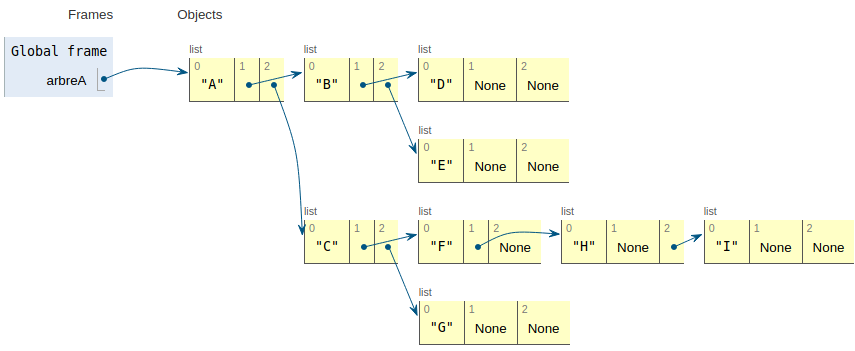 Frames Objects
Global frame
arbreA
list list list
0 1 2 0 1 2 0 1 2
"A" "B" "D" None None
list
0 1 2
"E" None None
list list list list
0 1 2 0 1 2 0 1 2 0 1 2
"C" "F" None "H" None "I" None None
list
0 1 2
"G" None None